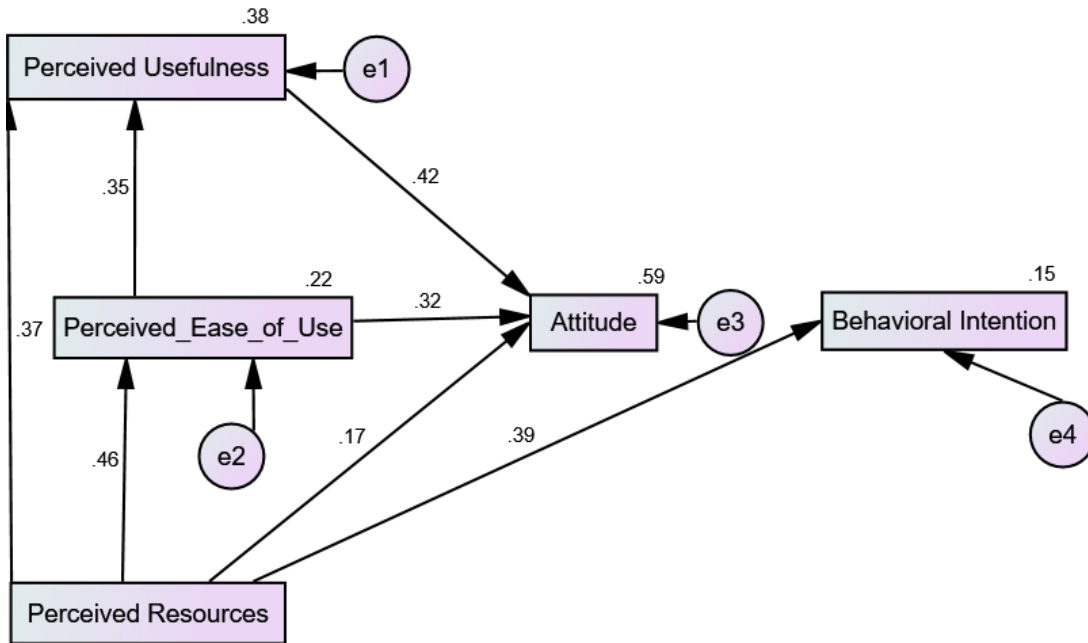 .38
Perceived Usefulness
e1
.42
.35
.22
.59
.15
.32
.37
Perceived_Ease_of_Use
Attitude
e3
Behavioral Intention
.17
.39
e4
.46
e2
Perceived Resources